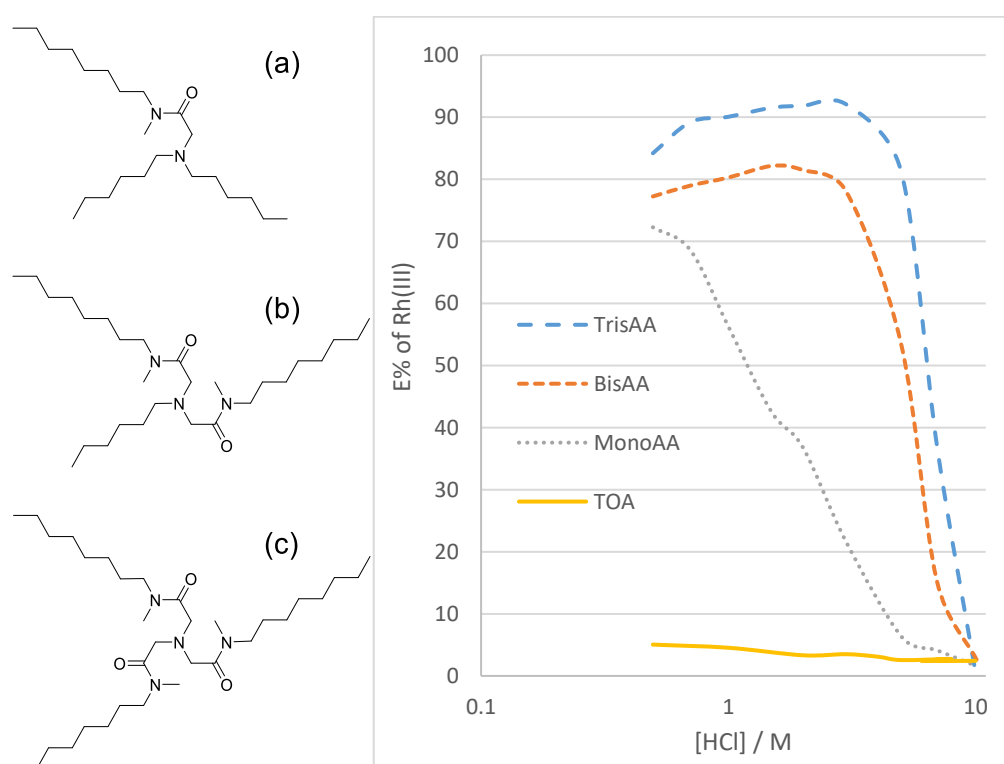 (a)
O
N
N
(b)
O
N
N
N
O
(c)
O
N
N
N
O
N
O
E% of Rh(III)
100
90
80
70
60
50
40
30
20
10
0
TrisAA
BisAA
MonoAA
TOA
0.1
1
10
[HCl] / M